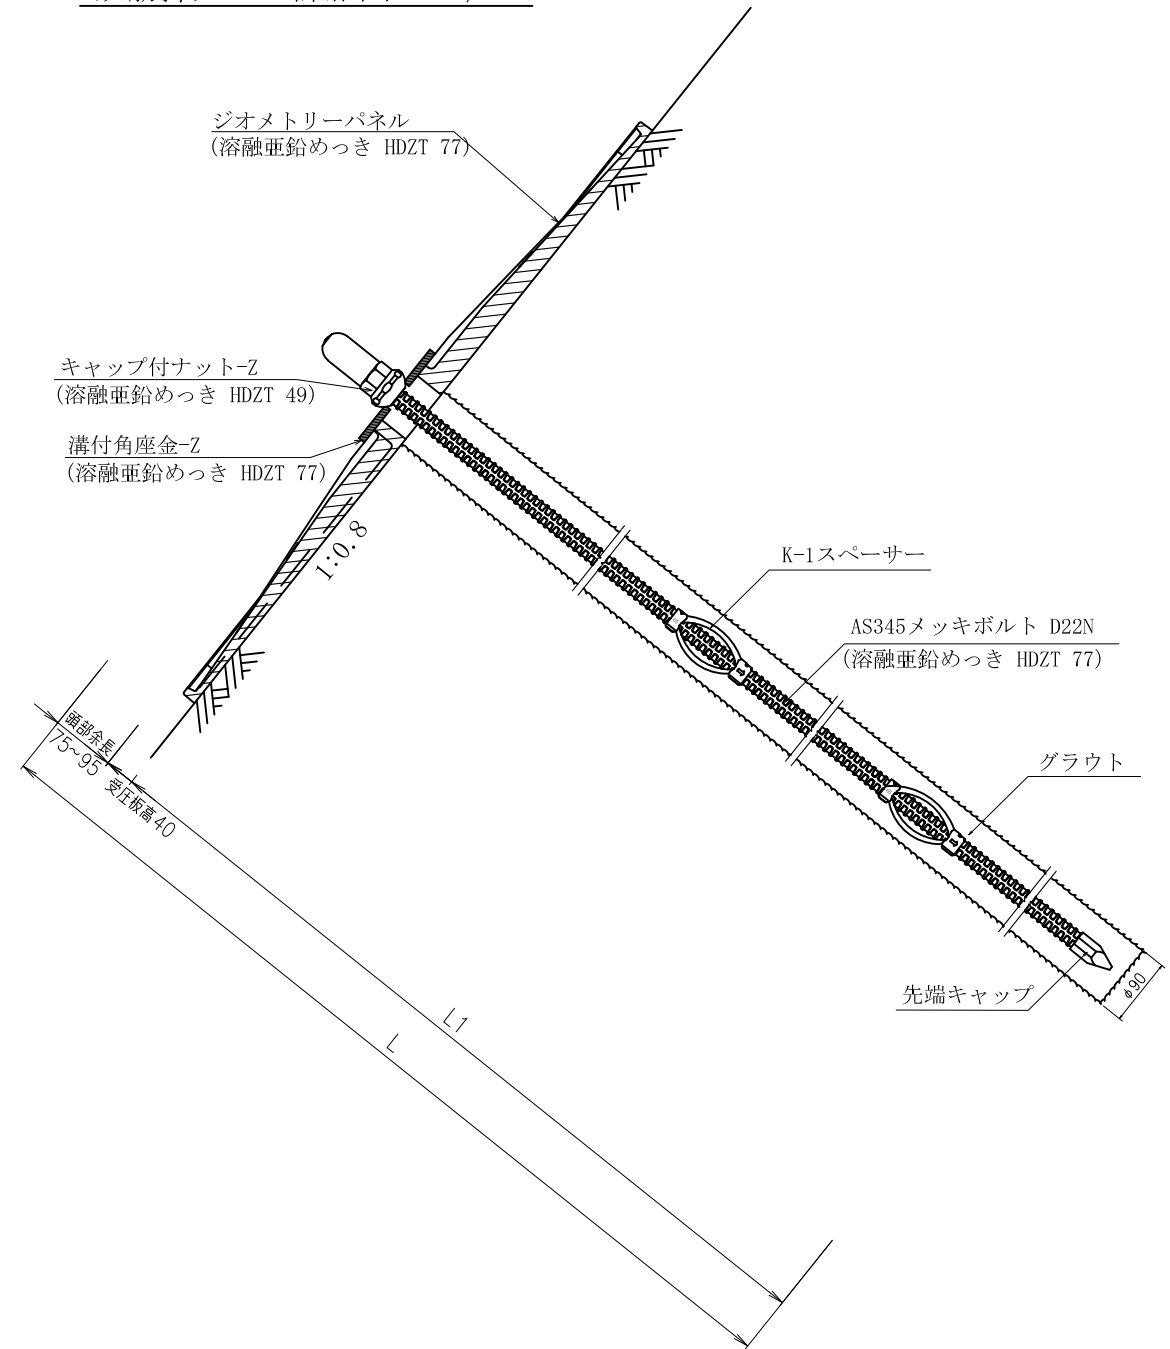 ジオメトリーパネル
(溶融亜鉛めっき HDZT 77)
キャップ付ナット-Z
(溶融亜鉛めっき HDZT 49)
溝付角座金-Z
(溶融亜鉛めっき HDZT 77)
1:0.8
K-1スペーサー
AS345メッキボルト D22N
(溶融亜鉛めっき HDZT 77)
頭部余長
75~95
受圧板高40
グラウト
先端キャップ
φ90
L1
L